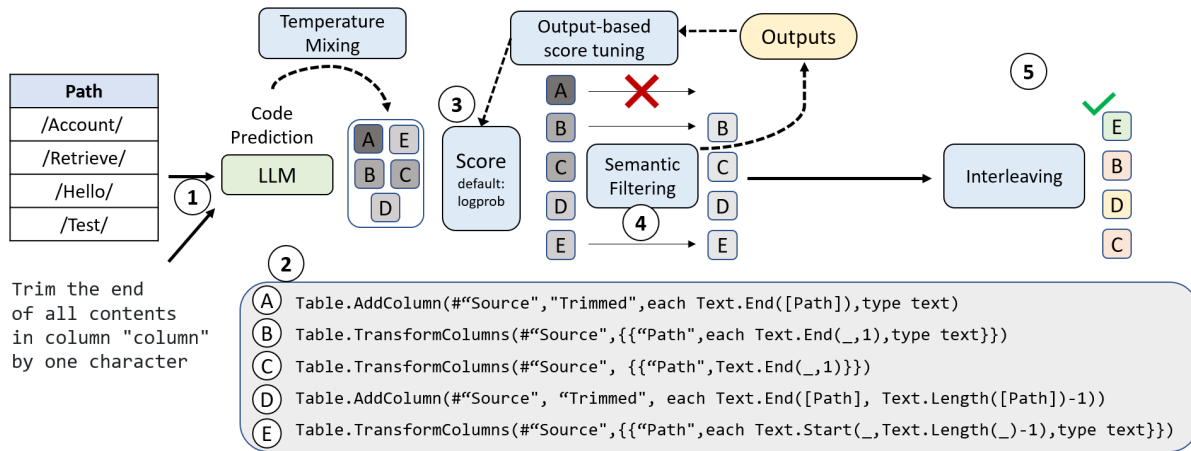 Temperature
Mixing
Output-based
score tuning
Outputs
Path
/Account/
/Retrieve/
/Hello/
/Test/
1
Trim the end
of all contents
in column "column"
by one character
Code
Prediction
LLM
A E
B C
D
3
Score
default:
logprob
A
B
C
D
E
Semantic
Filtering
4
B
C
D
E
Interleaving
5
E
B
D
C
2
A Table.AddColumn(#“Source","Trimmed",each Text.End([Path]),type text)
B Table.TransformColumns(#“Source",{{“Path",each Text.End(_,1),type text}})
C Table.TransformColumns(#“Source", {{“Path",Text.End(_,1)}})
D Table.AddColumn(#“Source", “Trimmed", each Text.End([Path], Text.Length([Path])-1))
E Table.TransformColumns(#“Source",{{“Path",each Text.Start(_,Text.Length(_)-1),type text}})